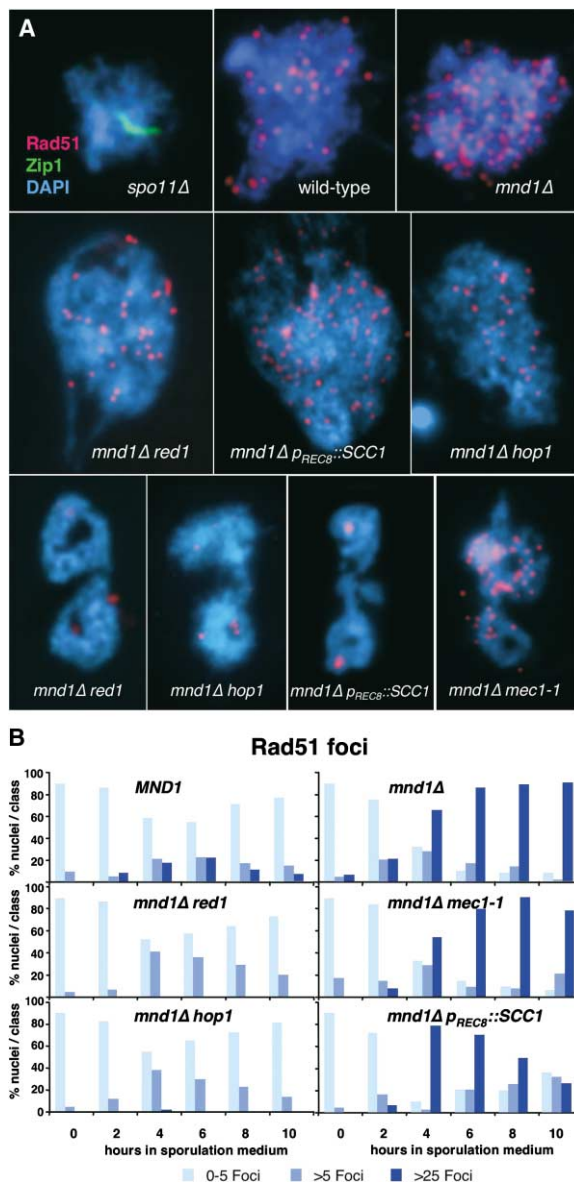 A
Rad51
Zip1
DAPI
spo11Δ
wild-type
mnd1Δ
mnd1Δ red1
mnd1Δ pREC8::SCC1
mnd1Δ hop1
mnd1Δ red1
mnd1Δ hop1
mnd1Δ pREC8::SCC1
mnd1Δ mec1-1
B
Rad51 foci
MND1
mnd1Δ
mnd1Δ red1
mnd1Δ mec1-1
mnd1Δ hop1
mnd1Δ pREC8::SCC1
% nuclei / class
100
80
60
40
20
% nuclei / class
80
60
40
20
% nuclei / class
80
60
40
20
0
0 2 4 6 8 10 0 2 4 6 8 10
hours in sporulation medium hours in sporulation medium
0-5 Foci >5 Foci >25 Foci